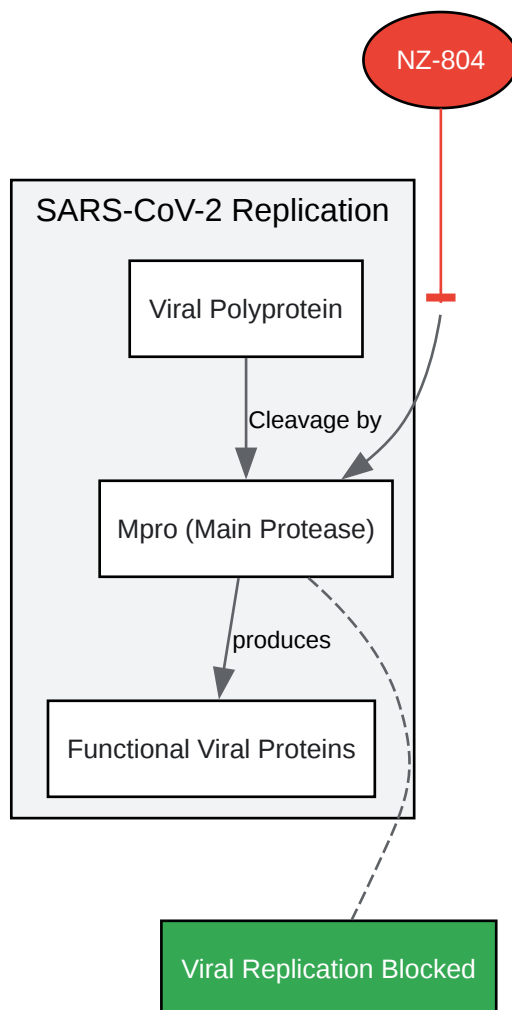 NZ-804
SARS-CoV-2 Replication
Viral Polyprotein
Cleavage by
Mpro (Main Protease)
produces
Functional Viral Proteins
Viral Replication Blocked